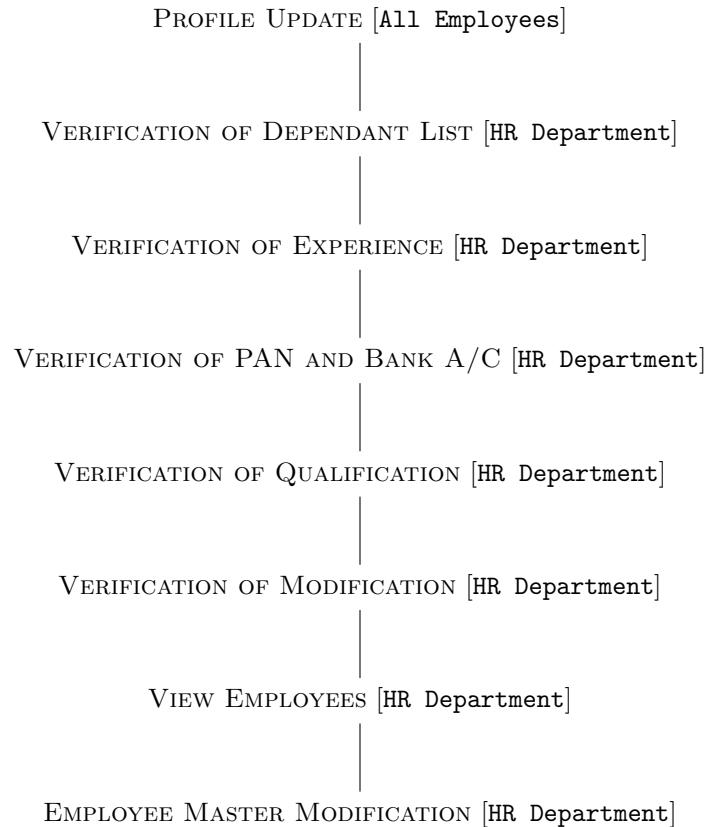 Profile Update [All Employees]
Verification of Dependant List [HR Department]
Verification of Experience [HR Department]
Verification of PAN and Bank A/C [HR Department]
Verification of Qualification [HR Department]
Verification of Modification [HR Department]
View Employees [HR Department]
Employee Master Modification [HR Department]